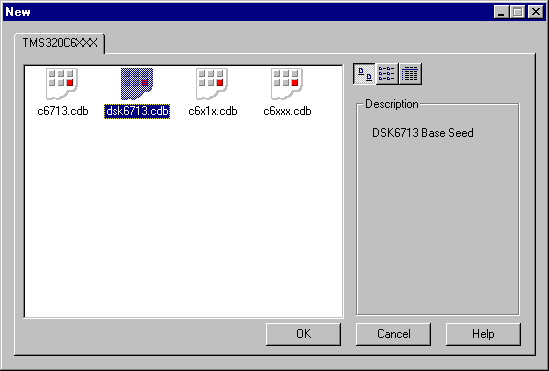 New
TMS320C6XXX
c6713.cdb dsk6713.cdb c6x1x.cdb c6xxx.cdb
Description
DSK6713 Base Seed
OK Cancel Help